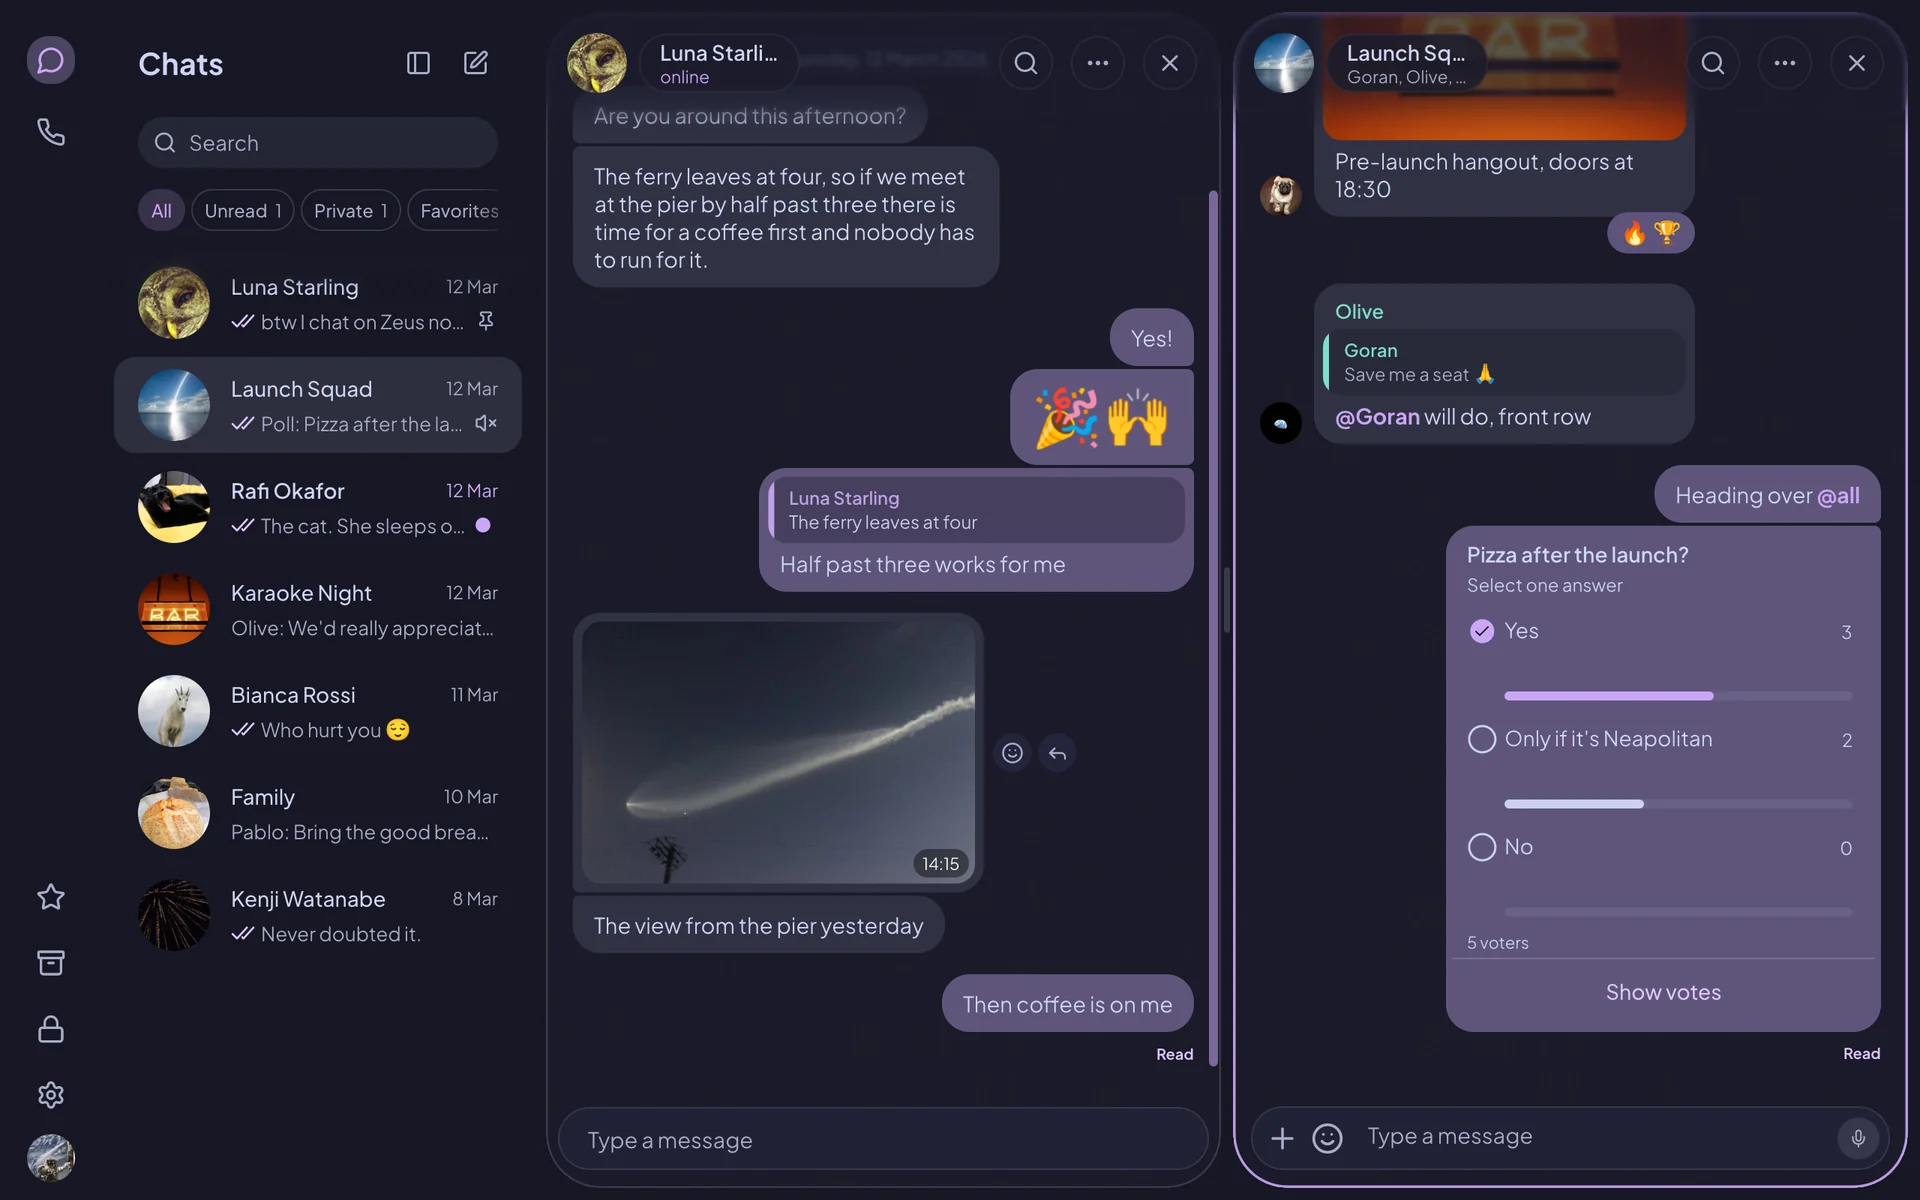 Chats
Search
All
Unread 1
Private 1
Favorites
Luna Starling
12 Mar
btw I chat on Zeus no...
Launch Squad
12 Mar
Poll: Pizza after the la...
Rafi Okafor
12 Mar
The cat. She sleeps o...
Karaoke Night
12 Mar
Olive: We'd really appreciat...
Bianca Rossi
11 Mar
Who hurt you 😌
Family
10 Mar
Pablo: Bring the good brea...
Kenji Watanabe
8 Mar
Never doubted it.
Luna Starli...
online
Are you around this afternoon?
The ferry leaves at four, so if we meet
at the pier by half past three there is
time for a coffee first and nobody has
to run for it.
Yes!
🎉🙌
Luna Starling
The ferry leaves at four
Half past three works for me
14:15
The view from the pier yesterday
Then coffee is on me
Read
Type a message
Launch Sq...
Goran, Olive, ...
BAR
Pre-launch hangout, doors at
18:30
🔥 🏆
Olive
Goran
Save me a seat 🙏
@Goran will do, front row
Heading over @all
Pizza after the launch?
Select one answer
Yes
3
Only if it's Neapolitan
2
No
0
5 voters
Show votes
Read
Type a message